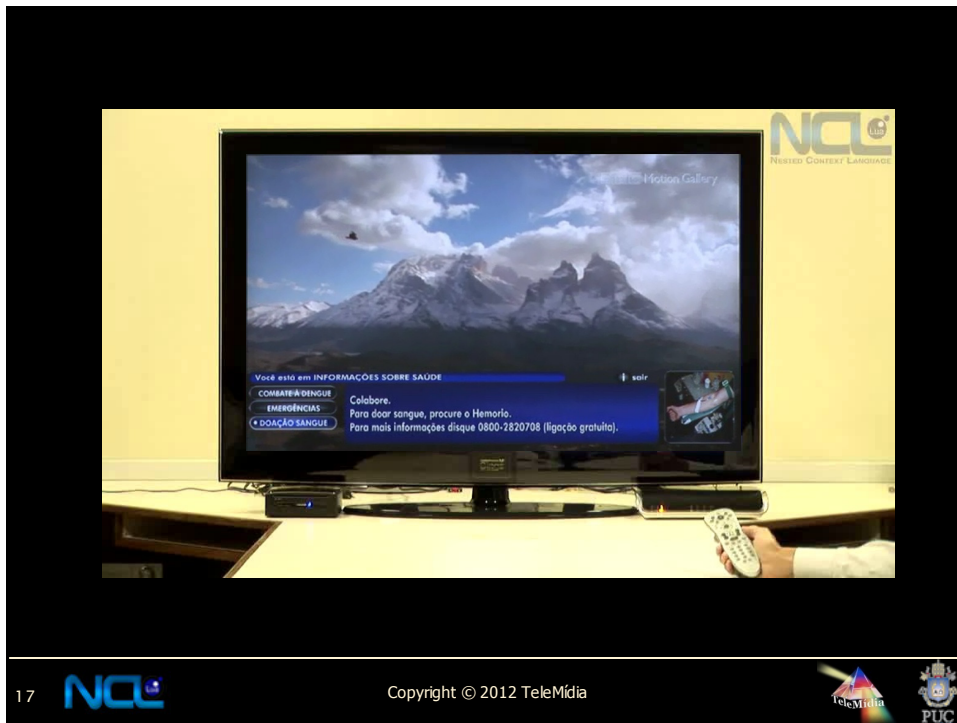 NCL
Lua
NESTED CONTEXT LANGUAGE
Motion Gallery
Você está em INFORMAÇÕES SOBRE SAÚDE
sair
COMBATE À DENGUE
EMERGÊNCIAS
DOAÇÃO SANGUE
Colabore.
Para doar sangue, procure o Hemorio.
Para mais informações disque 0800-2820708 (ligação gratuita).
17
NCL
Lua
Copyright © 2012 TeleMídia
TeleMídia
PUC